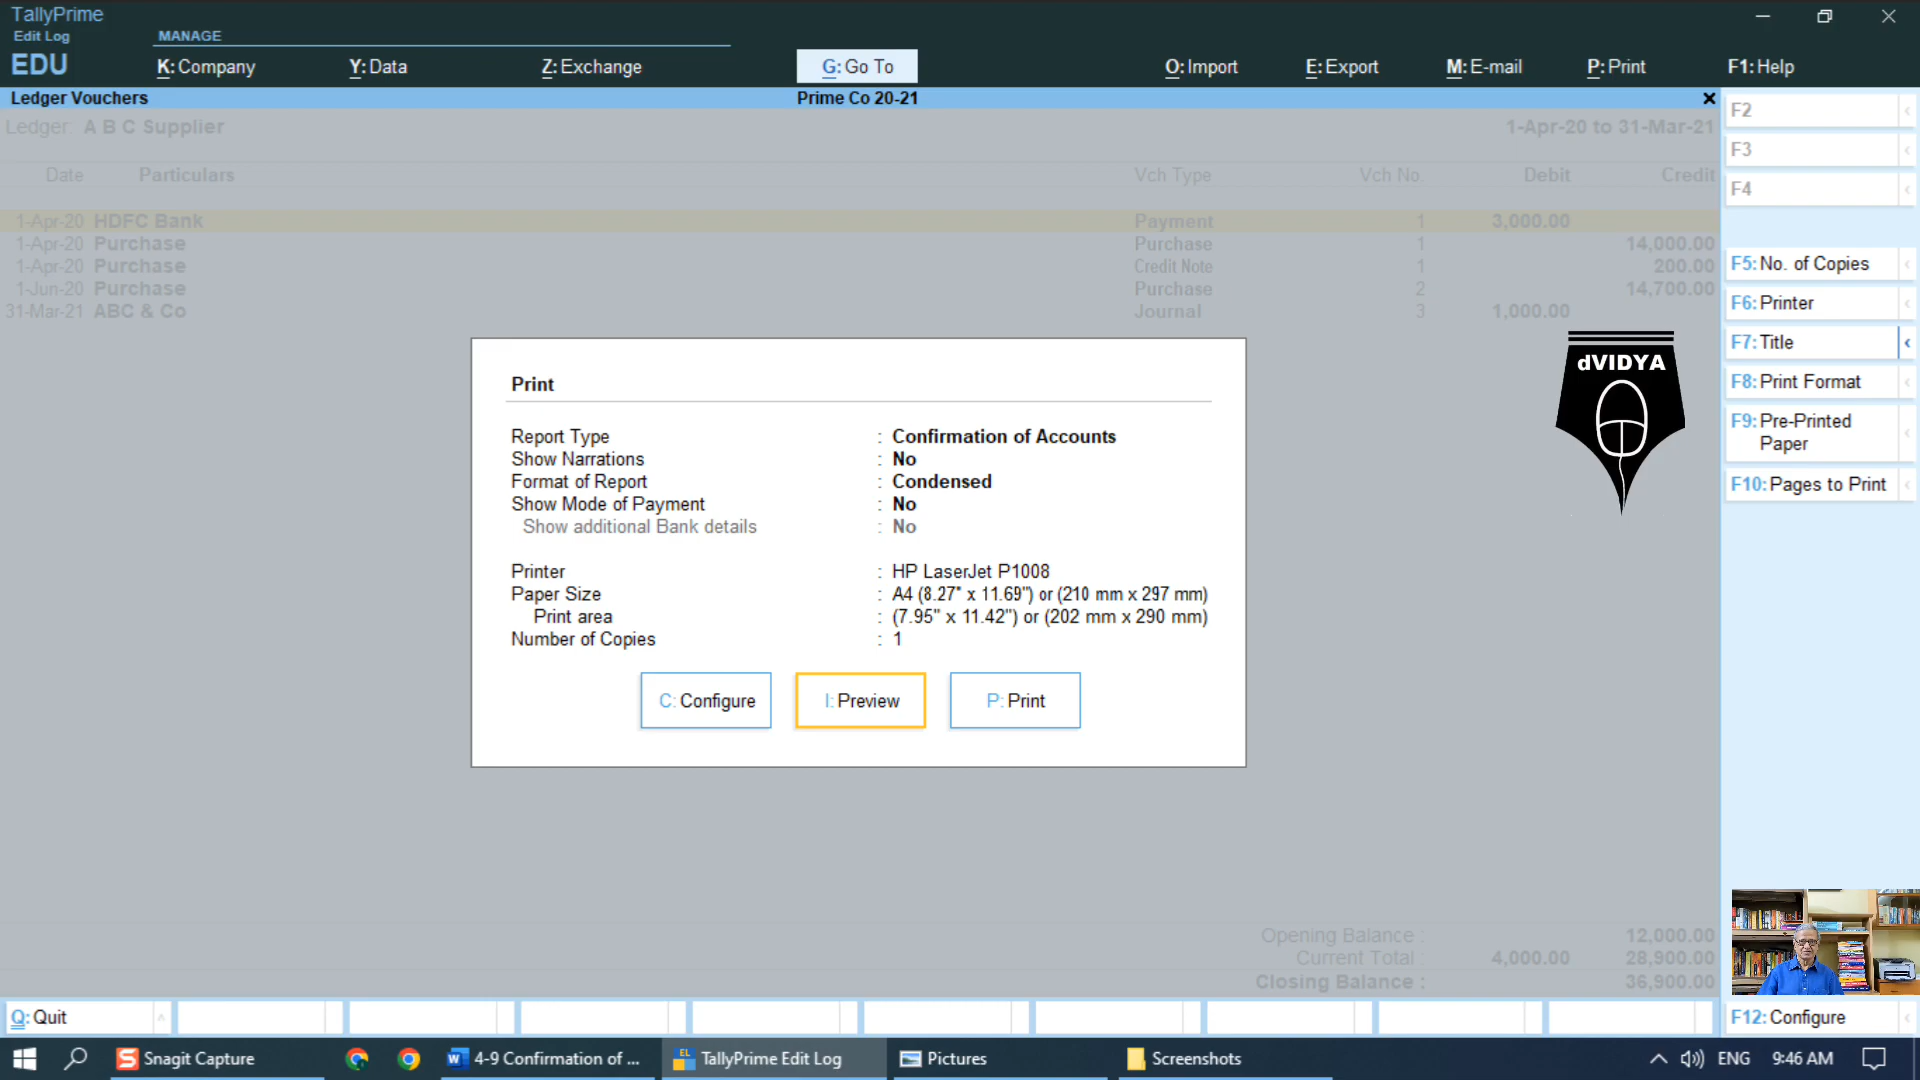 TallyPrime
Edit Log
MANAGE
EDU
K: Company
Y: Data
Z: Exchange
G: Go To
O: Import
E: Export
M: E-mail
P: Print
F1: Help
Ledger Vouchers
Prime Co 20-21
Ledger: A B C Supplier
1-Apr-20 to 31-Mar-21
Date Particulars Vch Type Vch No. Debit Credit
1-Apr-20 HDFC Bank Payment 1 3,000.00
1-Apr-20 Purchase Purchase 1 14,000.00
1-Apr-20 Purchase Credit Note 1 200.00
1-Jun-20 Purchase Purchase 2 14,700.00
31-Mar-21 ABC & Co Journal 3 1,000.00
Print
Report Type : Confirmation of Accounts
Show Narrations : No
Format of Report : Condensed
Show Mode of Payment : No
Show additional Bank details : No
Printer : HP LaserJet P1008
Paper Size : A4 (8.27" x 11.69") or (210 mm x 297 mm)
Print area : (7.95" x 11.42") or (202 mm x 290 mm)
Number of Copies : 1
C: Configure
I: Preview
P: Print
Opening Balance : 12,000.00
Current Total : 4,000.00 28,900.00
Closing Balance : 36,900.00
F2
F3
F4
F5: No. of Copies
F6: Printer
F7: Title
F8: Print Format
F9: Pre-Printed
Paper
F10: Pages to Print
dVIDYA
Q: Quit
F12: Configure
Snagit Capture
4-9 Confirmation of ...
TallyPrime Edit Log
Pictures
Screenshots
ENG
9:46 AM